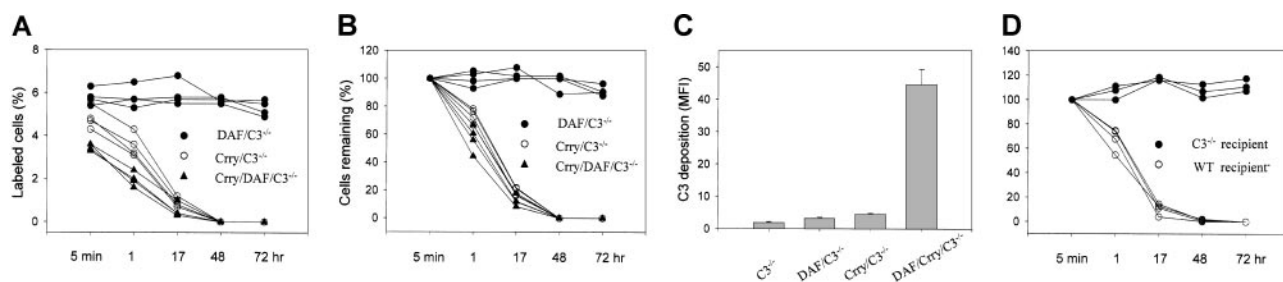 A
Labeled cells (%)
8
6
4
2
0
DAF/C3-/-
Crry/C3-/-
Crry/DAF/C3-/-
5 min 1 17 48 72 hr
B
Cells remaining (%)
120
100
80
60
40
20
0
DAF/C3-/-
Crry/C3-/-
Crry/DAF/C3-/-
5 min 1 17 48 72 hr
C
C3 deposition (MFI)
50
40
30
20
10
0
C3-/-
DAF/C3-/-
Crry/C3-/-
DAF/Crry/C3-/-
D
140
120
100
80
60
40
20
0
C3-/- recipient
WT recipient
5 min 1 17 48 72 hr